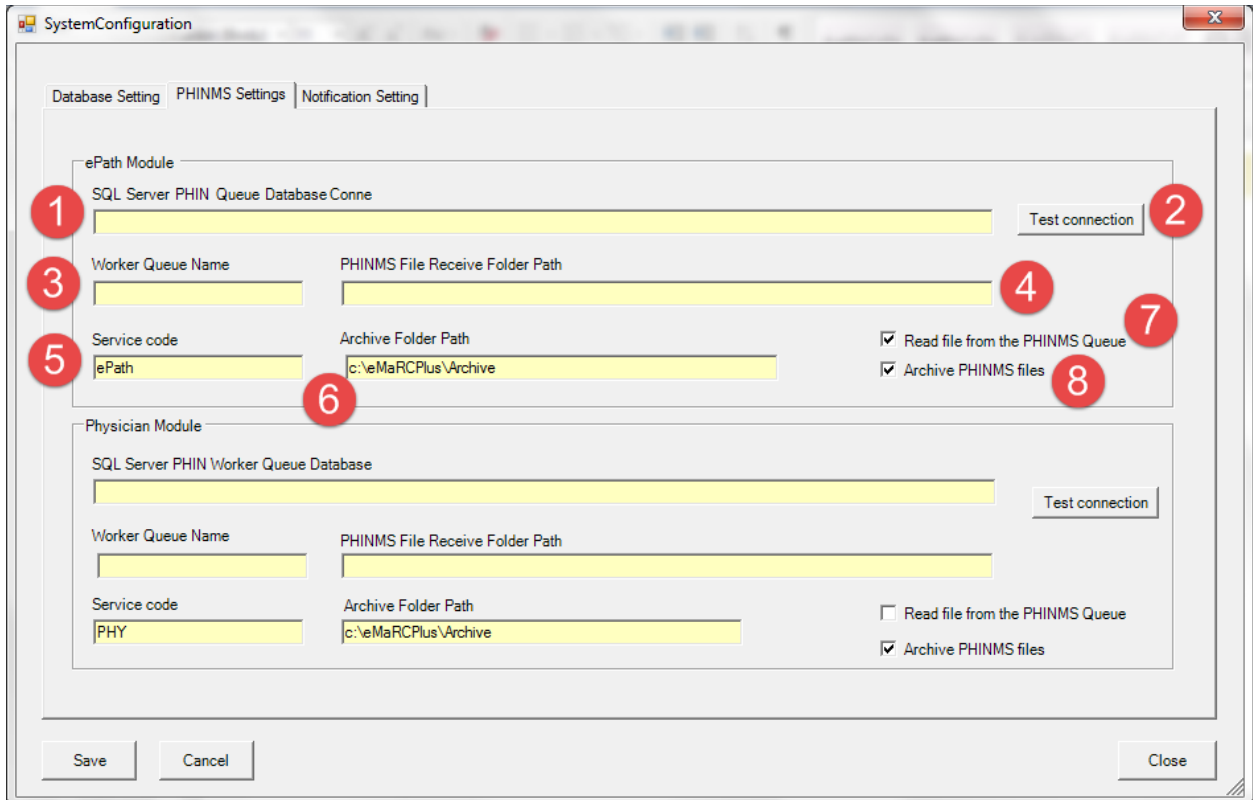 SystemConfiguration
Database Setting PHINMS Settings Notification Setting
ePath Module
SQL Server PHIN Queue Database Conne
1
Test connection
2
Worker Queue Name PHINMS File Receive Folder Path
3
4
7
Service code Archive Folder Path
Read file from the PHINMS Queue
5
ePath c:\eMaRCPlus\Archive
Archive PHINMS files
8
6
Physician Module
SQL Server PHIN Worker Queue Database
Test connection
Worker Queue Name PHINMS File Receive Folder Path
Service code Archive Folder Path
Read file from the PHINMS Queue
PHY c:\eMaRCPlus\Archive
Archive PHINMS files
Save Cancel Close